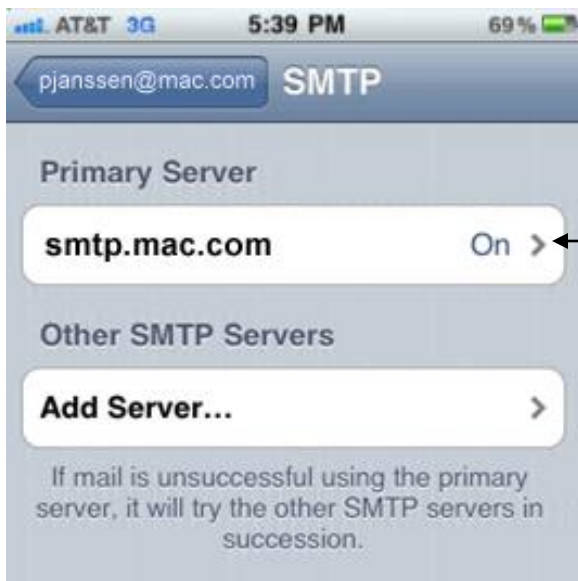 AT&T 3G 5:39 PM 69%
pjanssen@mac.com SMTP
Primary Server
smtp.mac.com On
Other SMTP Servers
Add Server...
If mail is unsuccessful using the primary
server, it will try the other SMTP servers in
succession.